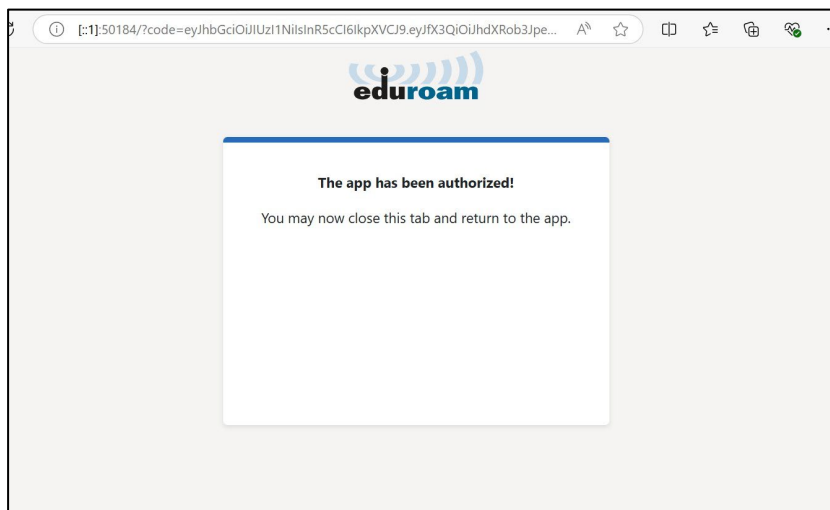 [::1]:50184/?code=eyJhbGciOiJIUzI1NiIsInR5cCI6IkpXVCJ9.eyJfX3QiOiJhdXRob3Jpe...
eduroam
The app has been authorized!
You may now close this tab and return to the app.